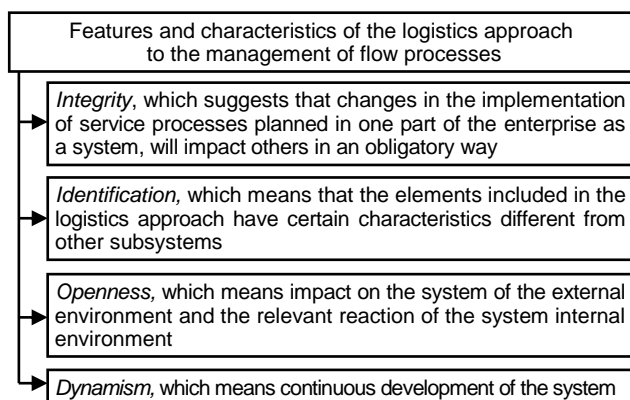 Features and characteristics of the logistics approach
to the management of flow processes
Integrity, which suggests that changes in the implementation
of service processes planned in one part of the enterprise as
a system, will impact others in an obligatory way
Identification, which means that the elements included in the
logistics approach have certain characteristics different from
other subsystems
Openness, which means impact on the system of the external
environment and the relevant reaction of the system internal
environment
Dynamism, which means continuous development of the system